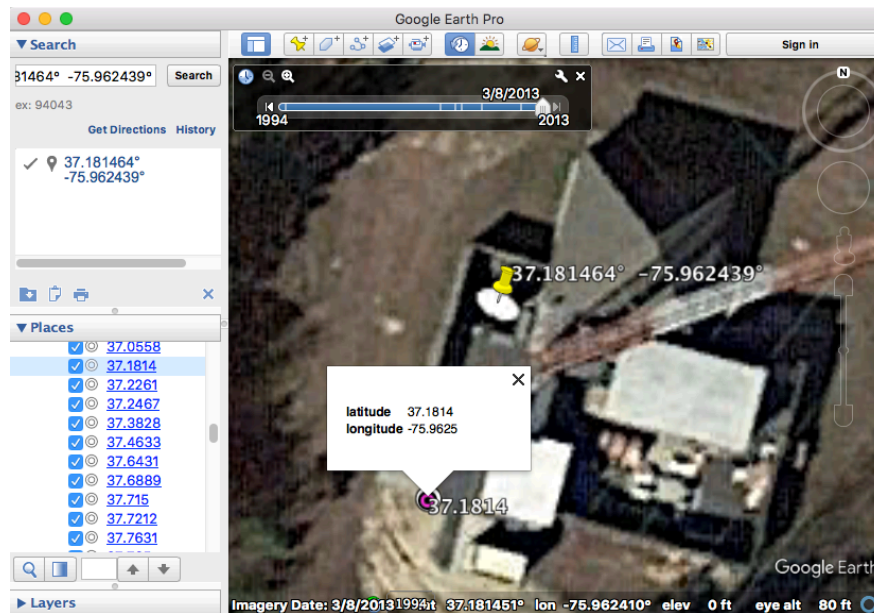 Google Earth Pro
Search
31464°  -75.962439°
Search
ex: 94043
Get Directions
History
37.181464°
-75.962439°
Places
37.0558
37.1814
37.2261
37.2467
37.3828
37.4633
37.6431
37.6889
37.715
37.7212
37.7631
Layers
Sign in
3/8/2013
1994
2013
N
37.181464°  -75.962439°
latitude 37.1814
longitude -75.9625
37.1814
Google Earth
Imagery Date: 3/8/2013 1994 lat 37.181451° lon -75.962410° elev 0 ft eye alt 80 ft